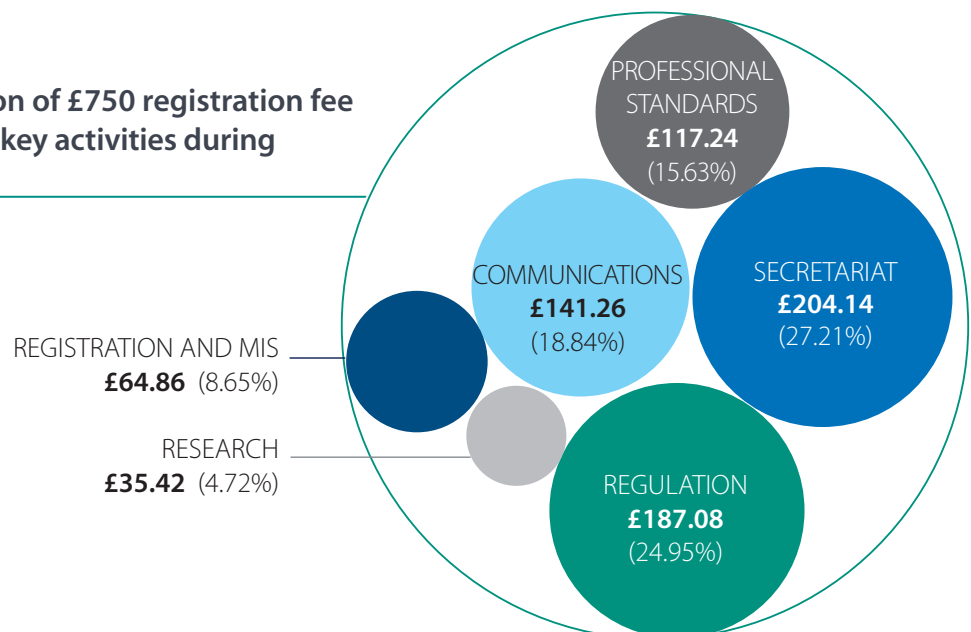 on of £750 registration fee
key activities during
PROFESSIONAL
STANDARDS
£117.24
(15.63%)
COMMUNICATIONS
£141.26
(18.84%)
SECRETARIAT
£204.14
(27.21%)
REGISTRATION AND MIS
£64.86 (8.65%)
RESEARCH
£35.42 (4.72%)
REGULATION
£187.08
(24.95%)